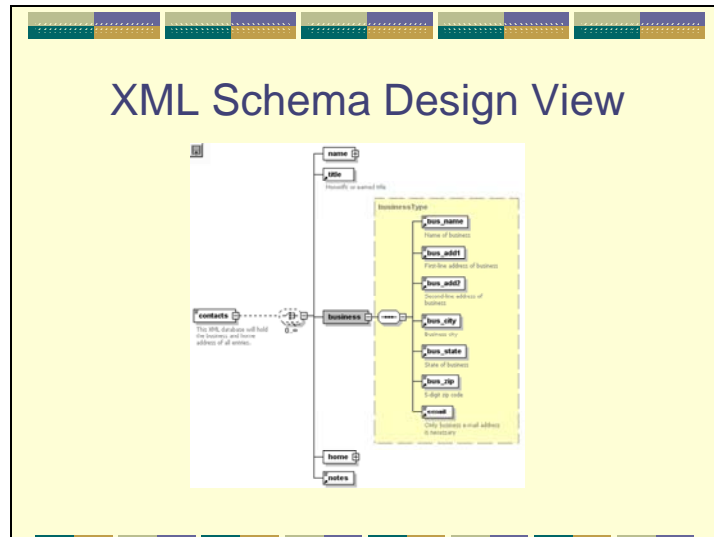 XML Schema Design View
name
title
Honorific or earned title
businessType
bus_name
Name of business
bus_add1
First-line address of business
bus_add2
Second-line address of
business
contacts
This XML database will hold
the business and home
address of all entries.
0..∞
business
bus_city
Business city
bus_state
State of business
bus_zip
5-digit zip code
email
Only business e-mail address
is necessary
home
notes